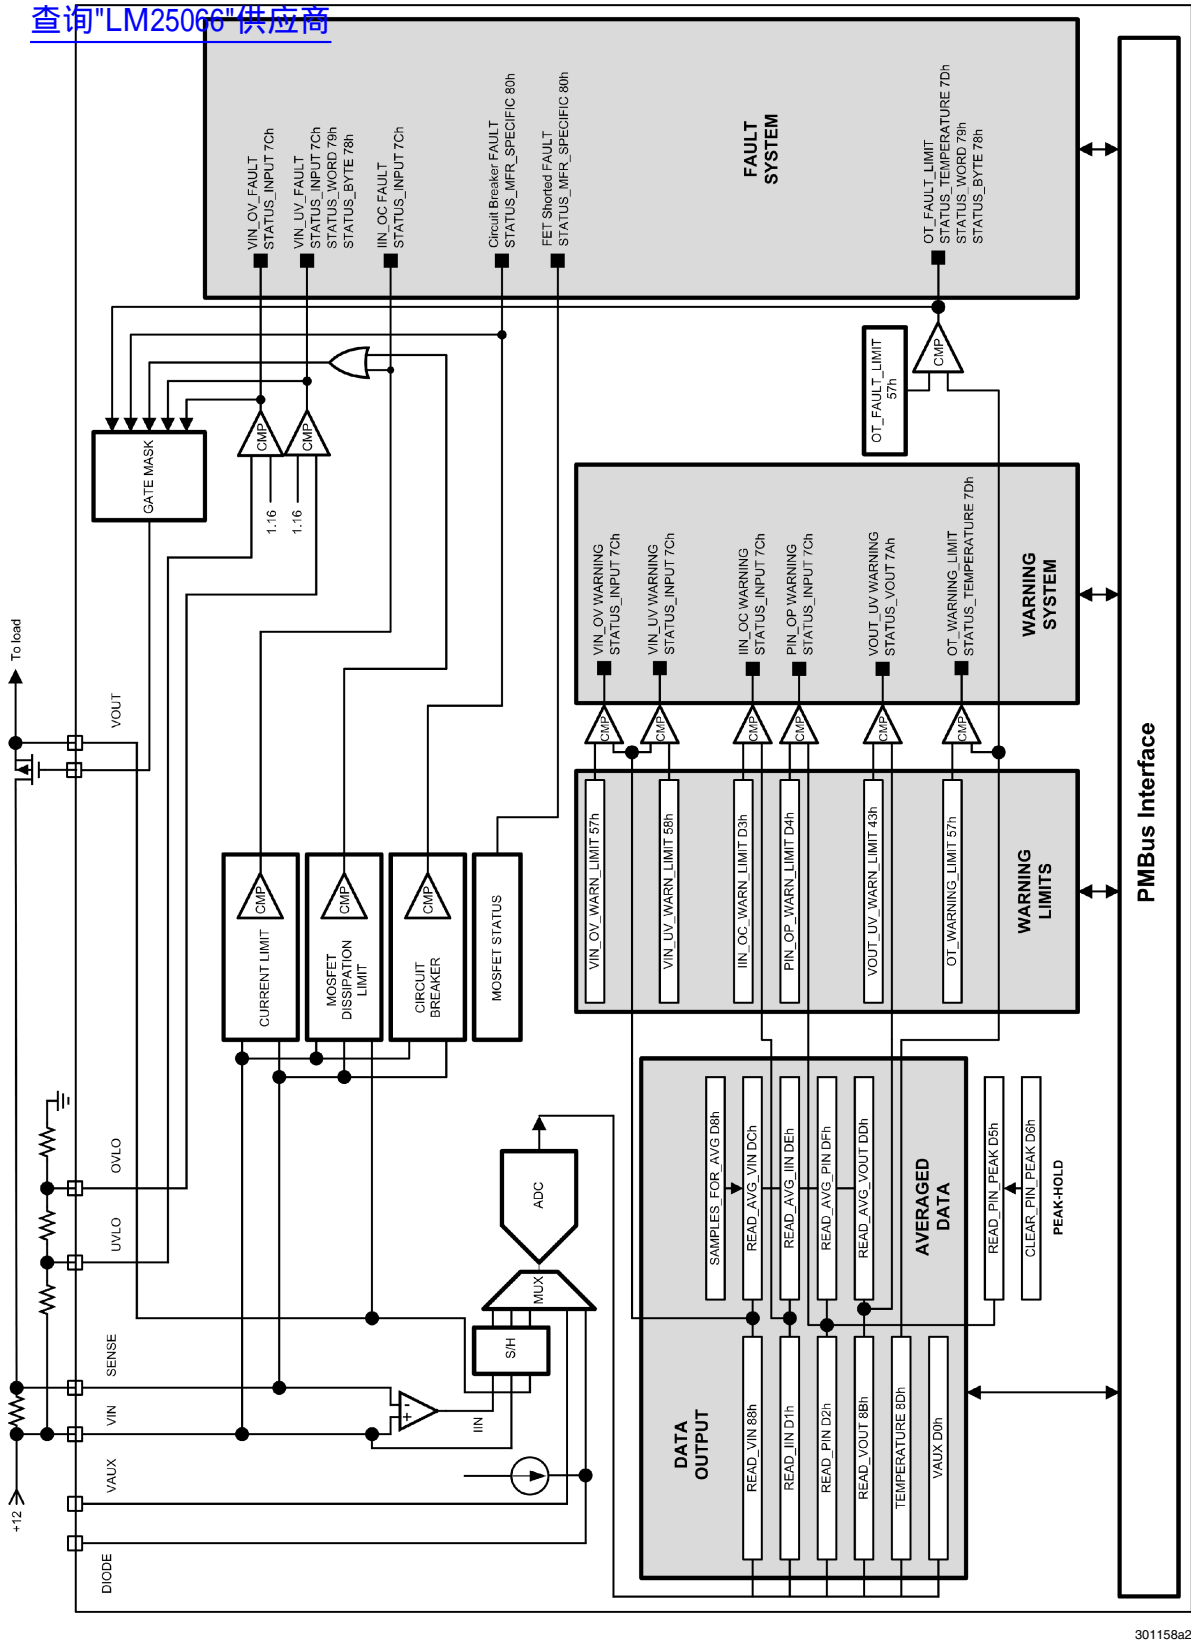 查询"LM25066"供应商
+12
DIODE
VAUX
VIN
SENSE
UVLO
OVLO
VOUT
To load
IIN
S/H
MUX
ADC
CURRENT LIMIT
CMP
MOSFET
DISSIPATION
LIMIT
CMP
CIRCUIT
BREAKER
CMP
MOSFET STATUS
GATE MASK
CMP
1.16
CMP
1.16
VIN_OV_FAULT
STATUS_INPUT 7Ch
VIN_UV_FAULT
STATUS_INPUT 7Ch
STATUS_WORD 79h
STATUS_BYTE 78h
IIN_OC FAULT
STATUS_INPUT 7Ch
Circuit Breaker FAULT
STATUS_MFR_SPECIFIC 80h
FET Shorted FAULT
STATUS_MFR_SPECIFIC 80h
FAULT
SYSTEM
OT_FAULT_LIMIT
STATUS_TEMPERATURE 7Dh
STATUS_WORD 79h
STATUS_BYTE 78h
OT_FAULT_LIMIT
57h
CMP
VIN_OV WARNING
STATUS_INPUT 7Ch
VIN_UV WARNING
STATUS_INPUT 7Ch
IIN_OC WARNING
STATUS_INPUT 7Ch
PIN_OP WARNING
STATUS_INPUT 7Ch
VOUT_UV WARNING
STATUS_VOUT 7Ah
OT_WARNING_LIMIT
STATUS_TEMPERATURE 7Dh
WARNING
SYSTEM
CMP
CMP
CMP
CMP
CMP
CMP
VIN_OV_WARN_LIMIT 57h
VIN_UV_WARN_LIMIT 58h
IIN_OC_WARN_LIMIT D3h
PIN_OP_WARN_LIMIT D4h
VOUT_UV_WARN_LIMIT 43h
OT_WARNING_LIMIT 57h
WARNING
LIMITS
SAMPLES_FOR_AVG D8h
READ_AVG_VIN DCh
READ_AVG_IIN DEh
READ_AVG_PIN DFh
READ_AVG_VOUT DDh
AVERAGED
DATA
READ_PIN_PEAK D5h
CLEAR_PIN_PEAK D6h
PEAK-HOLD
DATA
OUTPUT
READ_VIN 88h
READ_IIN D1h
READ_PIN D2h
READ_VOUT 8Bh
TEMPERATURE 8Dh
VAUX D0h
PMBus Interface
301158a2